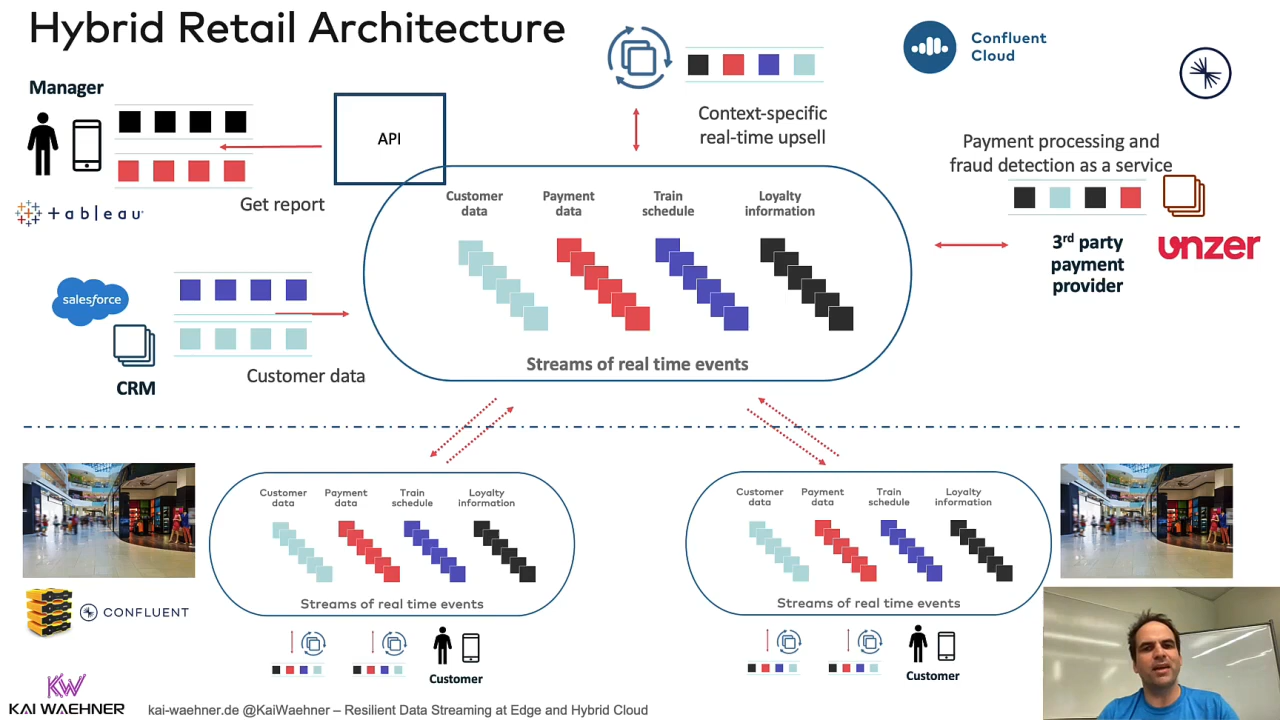 Hybrid Retail Architecture
Confluent
Cloud
Manager
API
Context-specific
real-time upsell
Payment processing and
fraud detection as a service
+ a b | e a u
Get report
Customer
data
Payment
data
Train
schedule
Loyalty
information
3rd party
payment
provider
unzer
salesforce
CRM
Customer data
Streams of real time events
Customer
data
Payment
data
Train
schedule
Loyalty
information
Streams of real time events
Customer
data
Payment
data
Train
schedule
Loyalty
information
Streams of real time events
CONFLUENT
Customer
Customer
KW
KAI WAEHNER
kai-waehner.de @KaiWaehner – Resilient Data Streaming at Edge and Hybrid Cloud